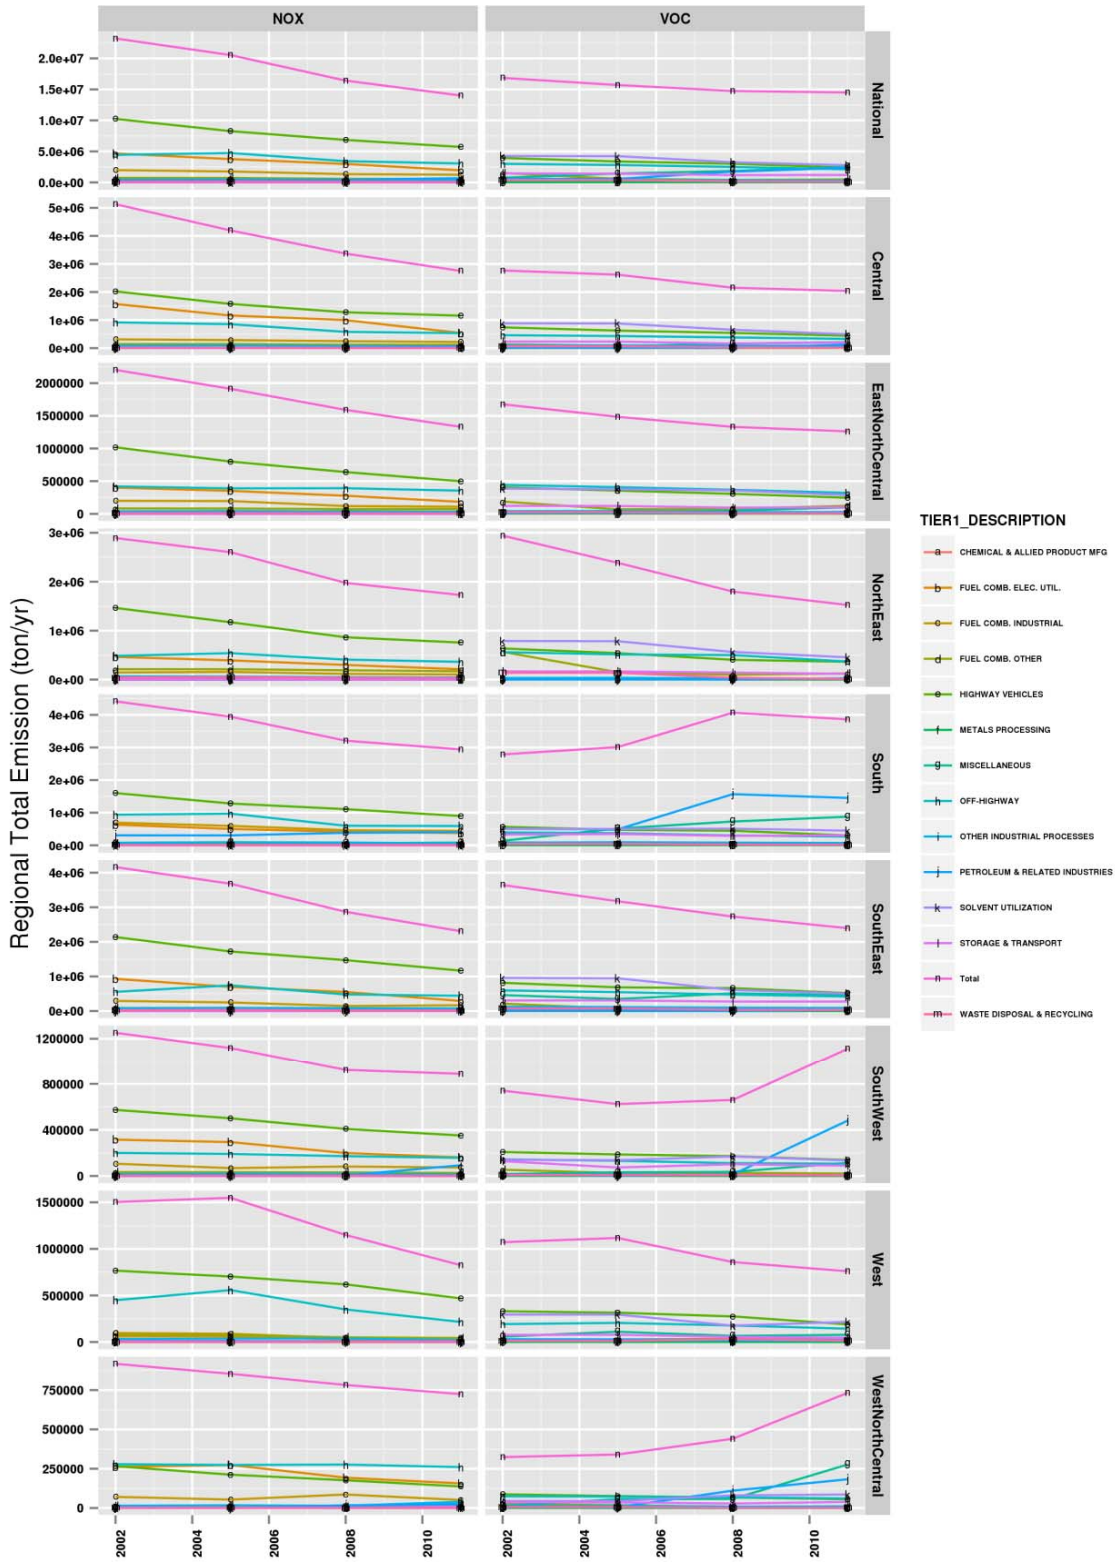 NOX VOC
National
2.0e+07
1.5e+07
1.0e+07
5.0e+06
0.0e+00
Central
5e+06
4e+06
3e+06
2e+06
1e+06
0e+00
EastNorthCentral
2000000
1500000
1000000
500000
0
NorthEast
3e+06
2e+06
1e+06
0e+00
South
4e+06
3e+06
2e+06
1e+06
0e+00
SouthEast
4e+06
3e+06
2e+06
1e+06
0e+00
SouthWest
1200000
800000
400000
0
West
1500000
1000000
500000
0
WestNorthCentral
750000
500000
250000
0
2002 2004 2006 2008 2010 2002 2004 2006 2008 2010
Regional Total Emission (ton/yr)
TIER1_DESCRIPTION
a CHEMICAL & ALLIED PRODUCT MFG
b FUEL COMB. ELEC. UTIL.
c FUEL COMB. INDUSTRIAL
d FUEL COMB. OTHER
e HIGHWAY VEHICLES
f METALS PROCESSING
g MISCELLANEOUS
h OFF-HIGHWAY
i OTHER INDUSTRIAL PROCESSES
j PETROLEUM & RELATED INDUSTRIES
k SOLVENT UTILIZATION
l STORAGE & TRANSPORT
n Total
m WASTE DISPOSAL & RECYCLING